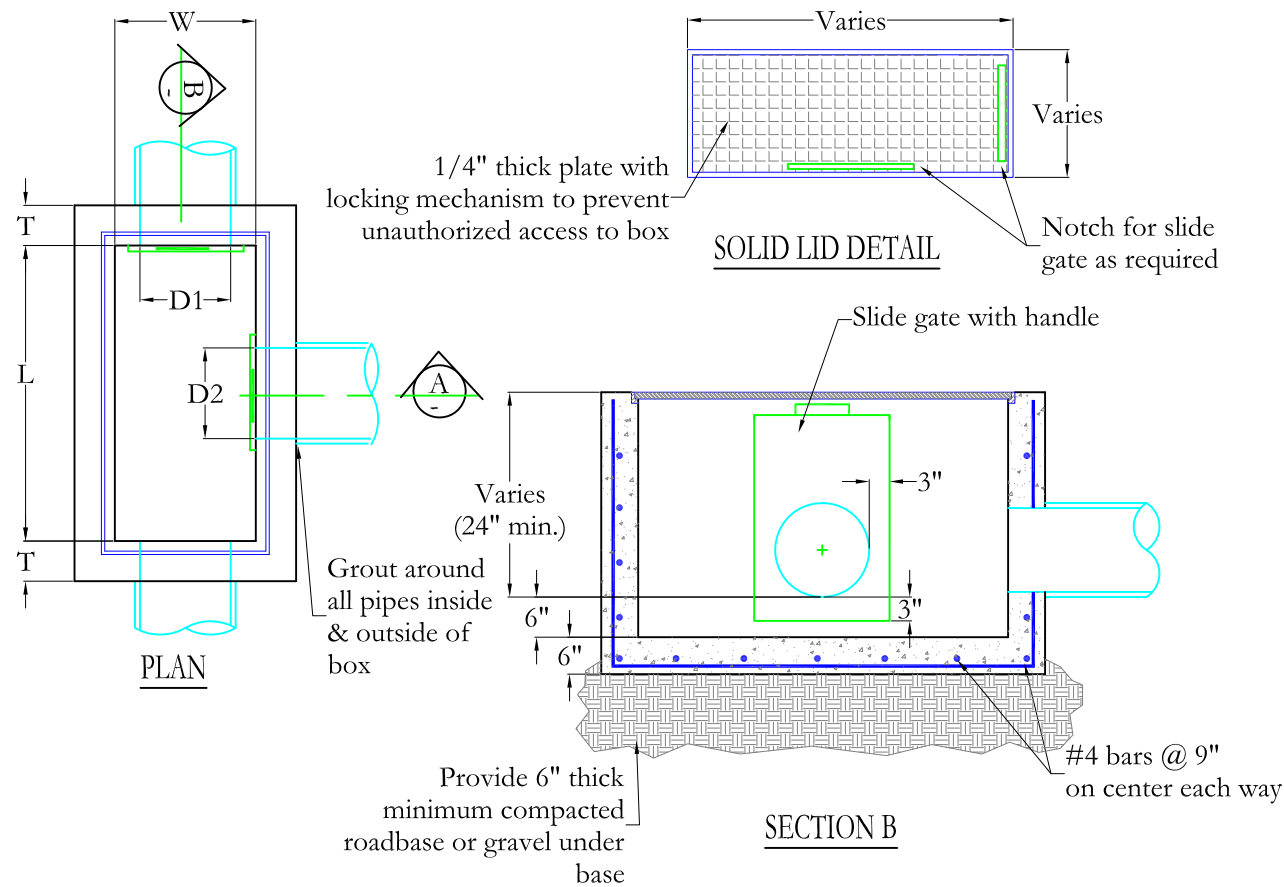 W
B
-
T
D1
L
D2
A
-
T
Grout around
all pipes inside
& outside of
box
PLAN
Varies
Varies
1/4" thick plate with
locking mechanism to prevent
unauthorized access to box
SOLID LID DETAIL
Notch for slide
gate as required
Slide gate with handle
Varies
(24" min.)
3"
6"
3"
6"
#4 bars @ 9"
on center each way
Provide 6" thick
minimum compacted
roadbase or gravel under
base
SECTION B